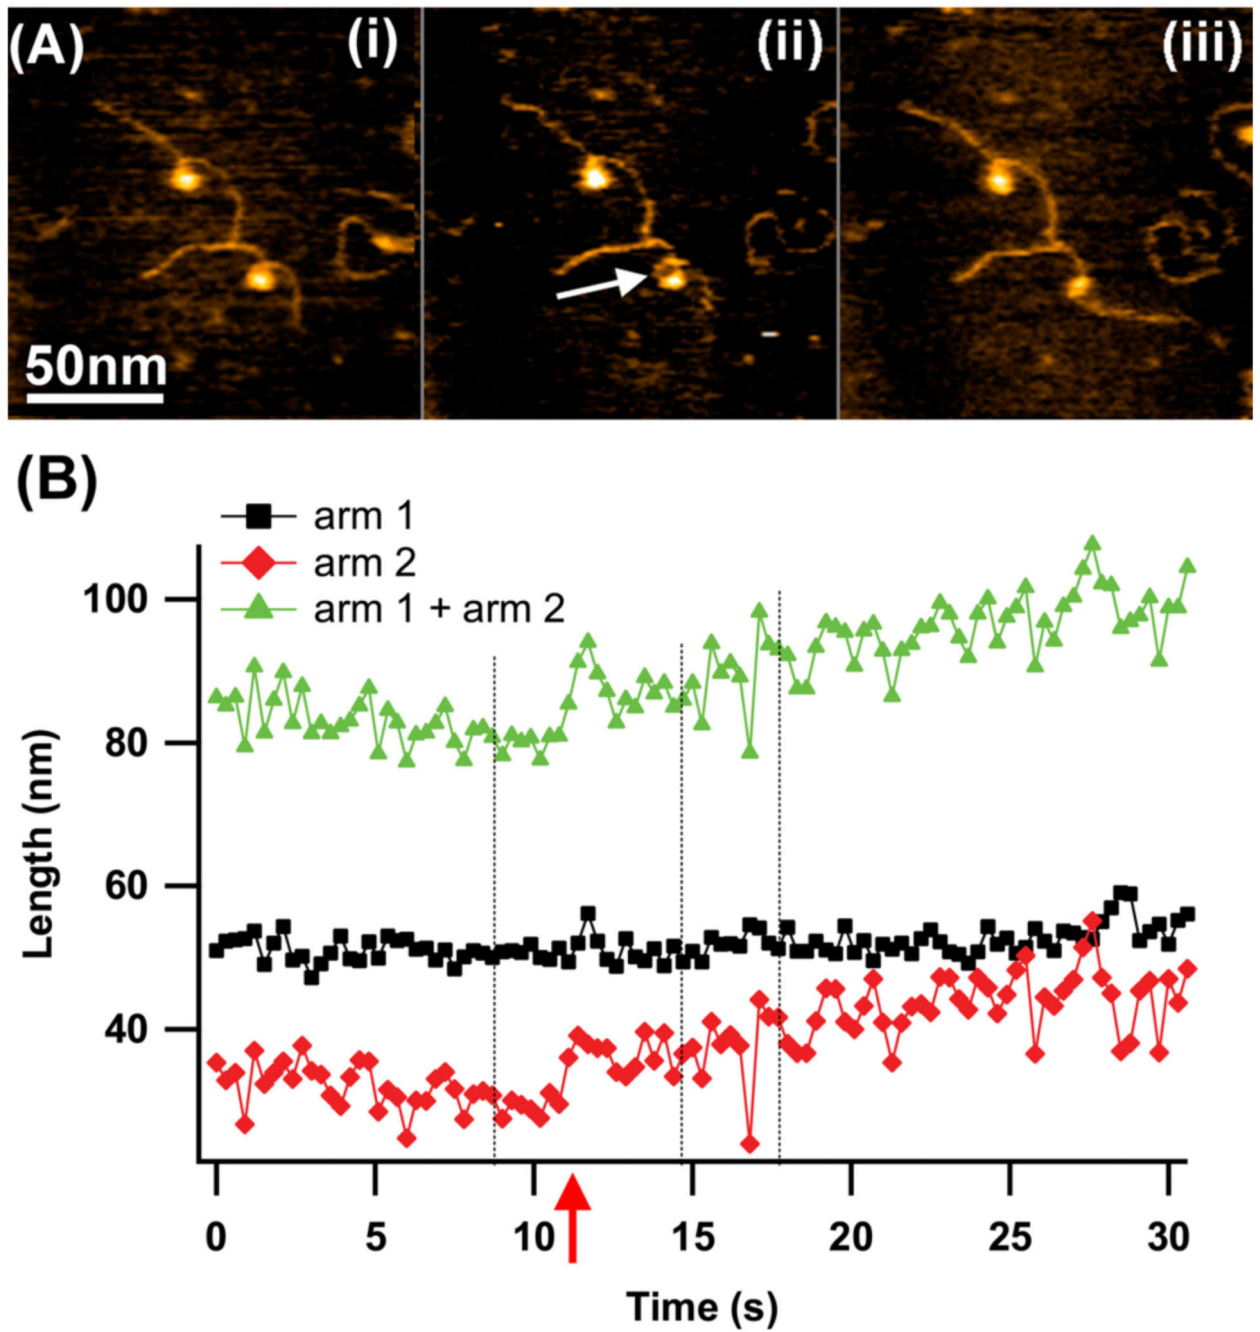 (A) (i) (ii) (iii)
50nm
(B)
arm 1
arm 2
arm 1 + arm 2
100
80
60
40
Length (nm)
0 5 10 15 20 25 30
Time (s)